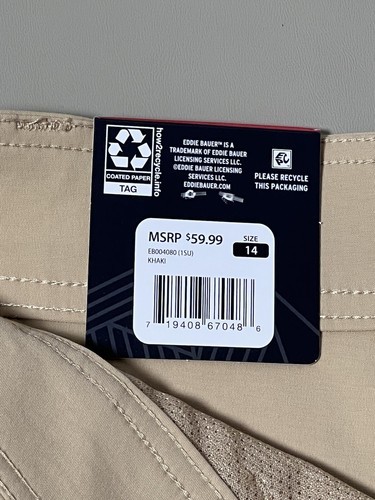 how2recycle.info
COATED PAPER
TAG
EDDIE BAUER™ IS A
TRADEMARK OF EDDIE BAUER
LICENSING SERVICES LLC.
©EDDIE BAUER LICENSING
SERVICES LLC.
EDDIEBAUER.COM
PLEASE RECYCLE
THIS PACKAGING
MSRP $59.99
SIZE
14
EB004080 (1SU)
KHAKI
7 19408 67048 6